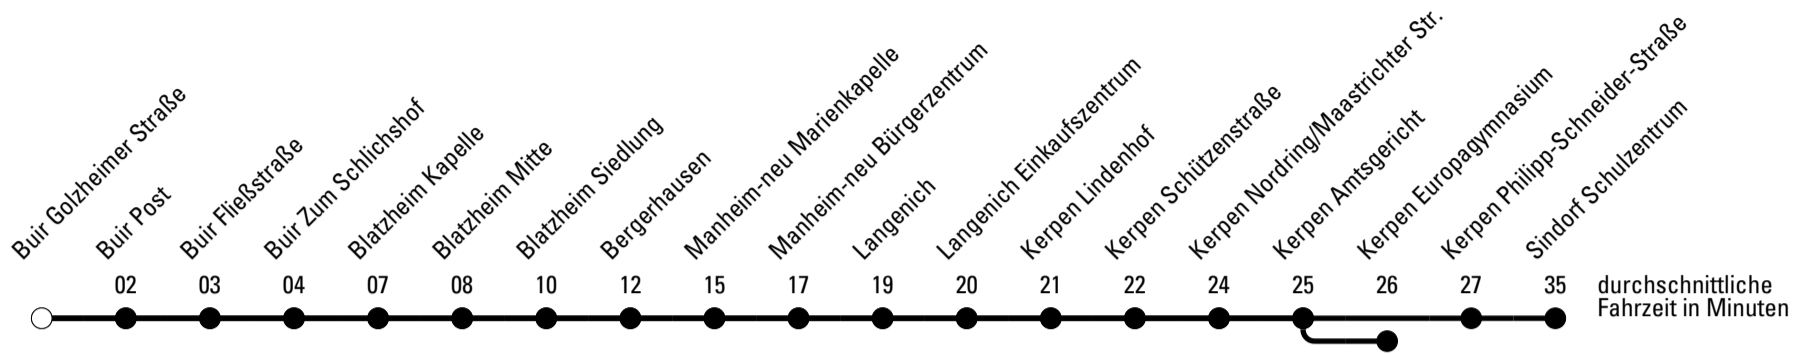 Buir Golzheimer Straße
Buir Post
Buir Fließstraße
Buir Zum Schlichshof
Blatzheim Kapelle
Blatzheim Mitte
Blatzheim Siedlung
Bergerhausen
Manheim-neu Marienkapelle
Manheim-neu Bürgerzentrum
Langenich
Langenich Einkaufszentrum
Kerpen Lindenhof
Kerpen Schützenstraße
Kerpen Nordring/Maastrichter Str.
Kerpen Amtsgericht
Kerpen Europagymnasium
Kerpen Philipp-Schneider-Straße
Sindorf Schulzentrum
02 03 04 07 08 10 12 15 17 19 20 21 22 24 25 26 27 35 durchschnittliche
Fahrzeit in Minuten